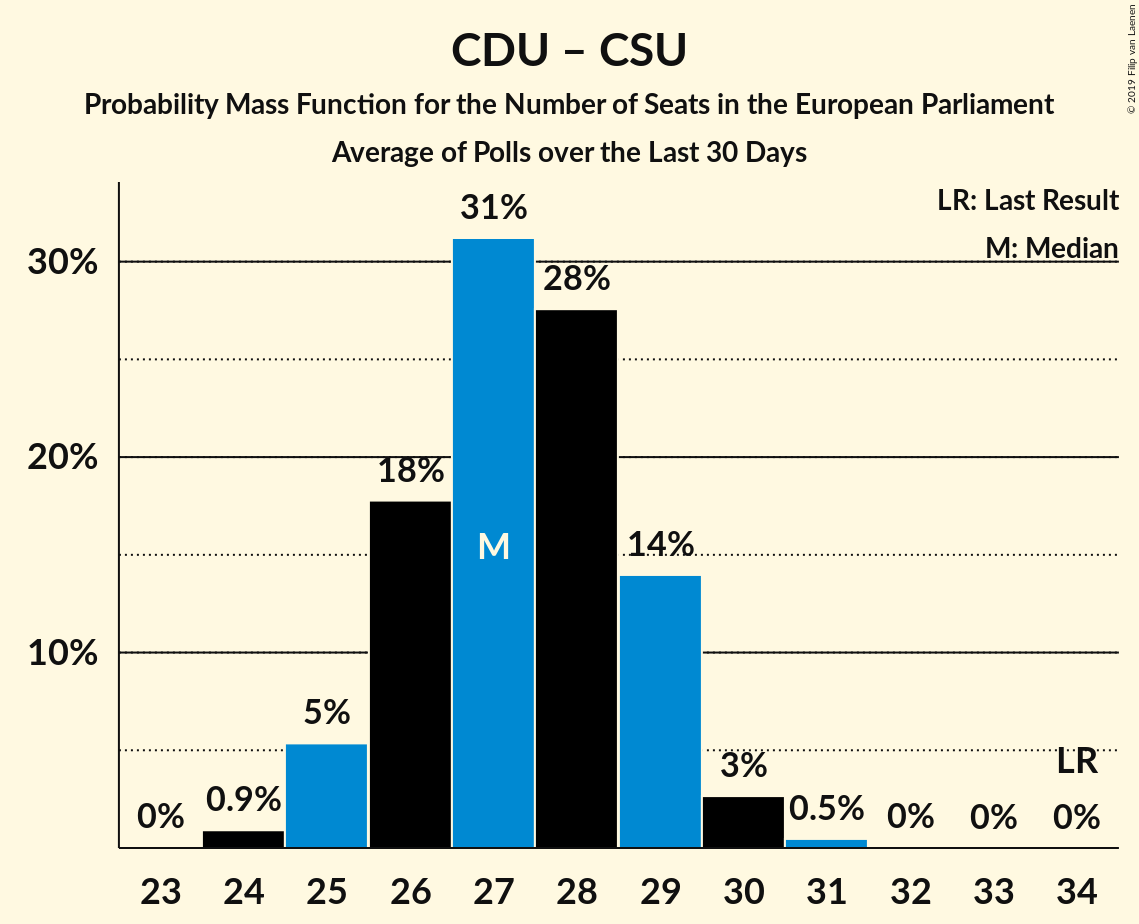 CDU – CSU
Probability Mass Function for the Number of Seats in the European Parliament
Average of Polls over the Last 30 Days
© 2019 Filip van Laenen
LR: Last Result
M: Median
31%
30%
28%
20%
18%
M
14%
10%
5%
3%
LR
0%
0.9%
0.5%
0%
0%
0%
23 24 25 26 27 28 29 30 31 32 33 34